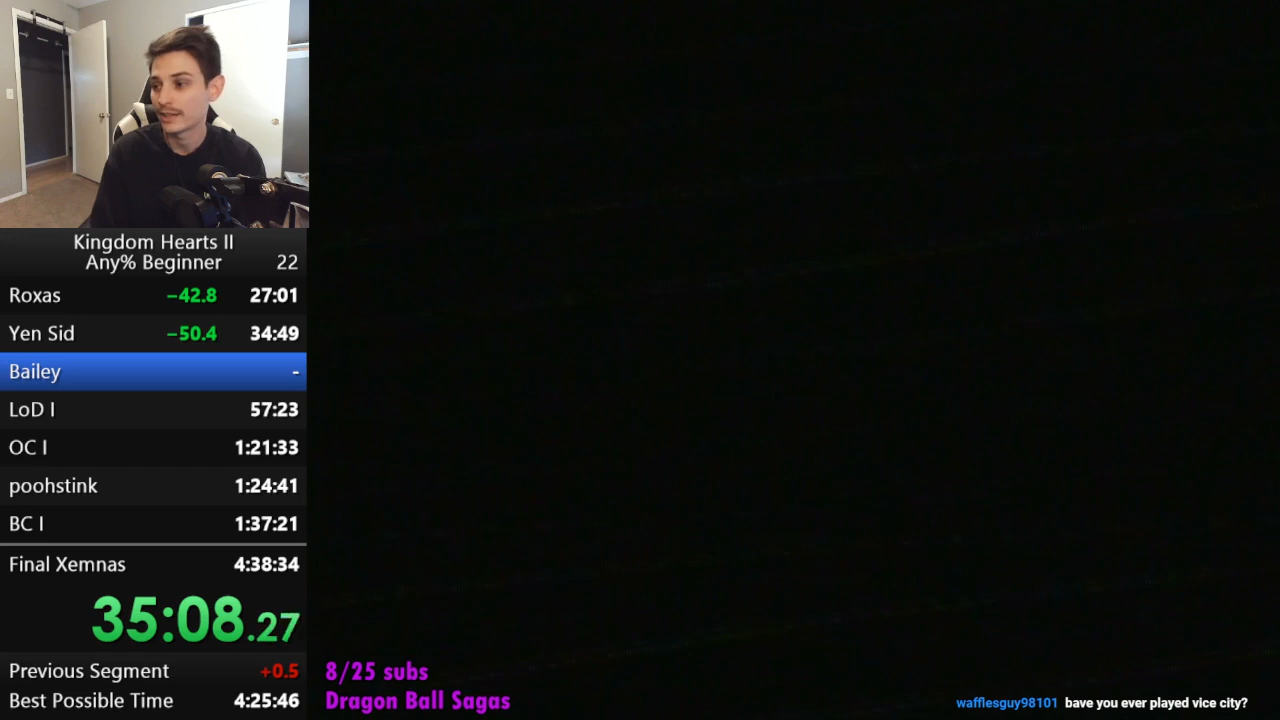 Kingdom Hearts II
Any% Beginner 22
Roxas -42.8 27:01
Yen Sid -50.4 34:49
Bailey -
LoD I 57:23
OC I 1:21:33
poohstink 1:24:41
BC I 1:37:21
Final Xemnas 4:38:34
35:08.27
Previous Segment +0.5
Best Possible Time 4:25:46
8/25 subs
Dragon Ball Sagas
wafflesguy98101 bave you ever played vice city?